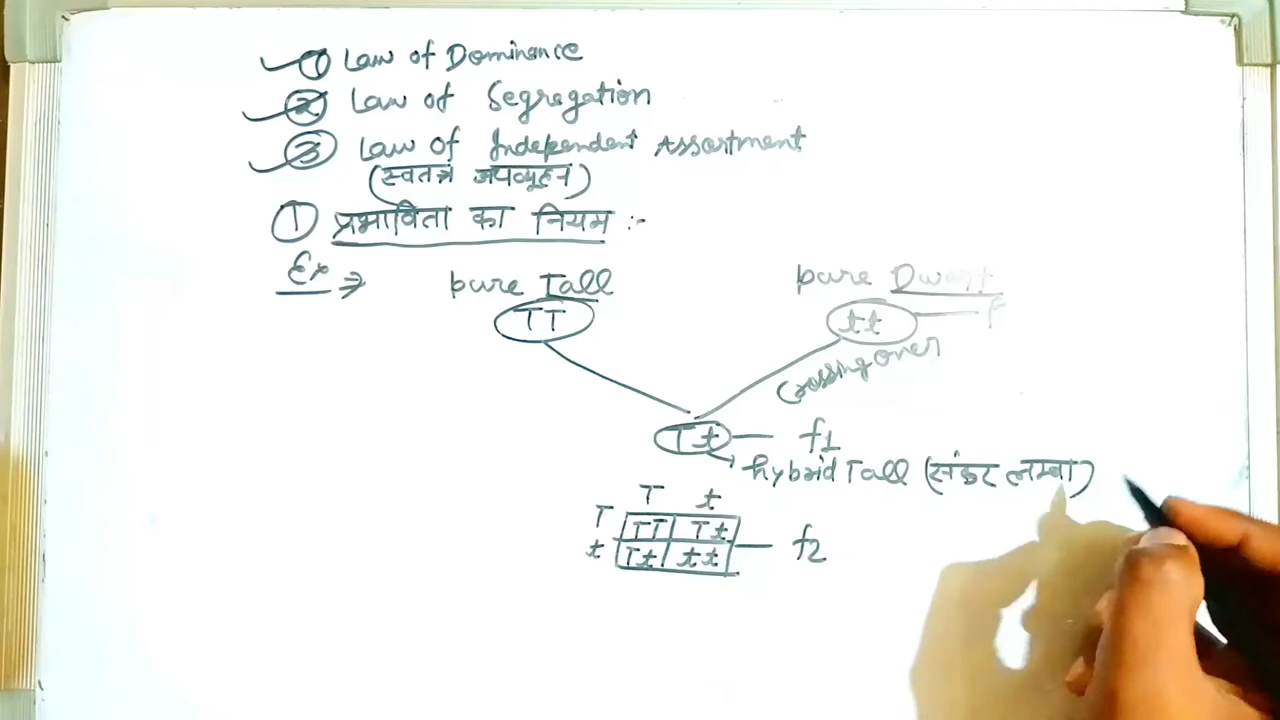 ① Law of Dominance
② Law of Segregation
③ Law of Independent Assortment
(स्वतंत्र अपव्यूहन)
① प्रभाविता का नियम :-
Ex ⇒ pure Tall pure Dwarf
TT tt
Crossing over
Tt — f1
hybrid Tall (संकर लम्बा)
T t
T TT Tt
t Tt tt — f2